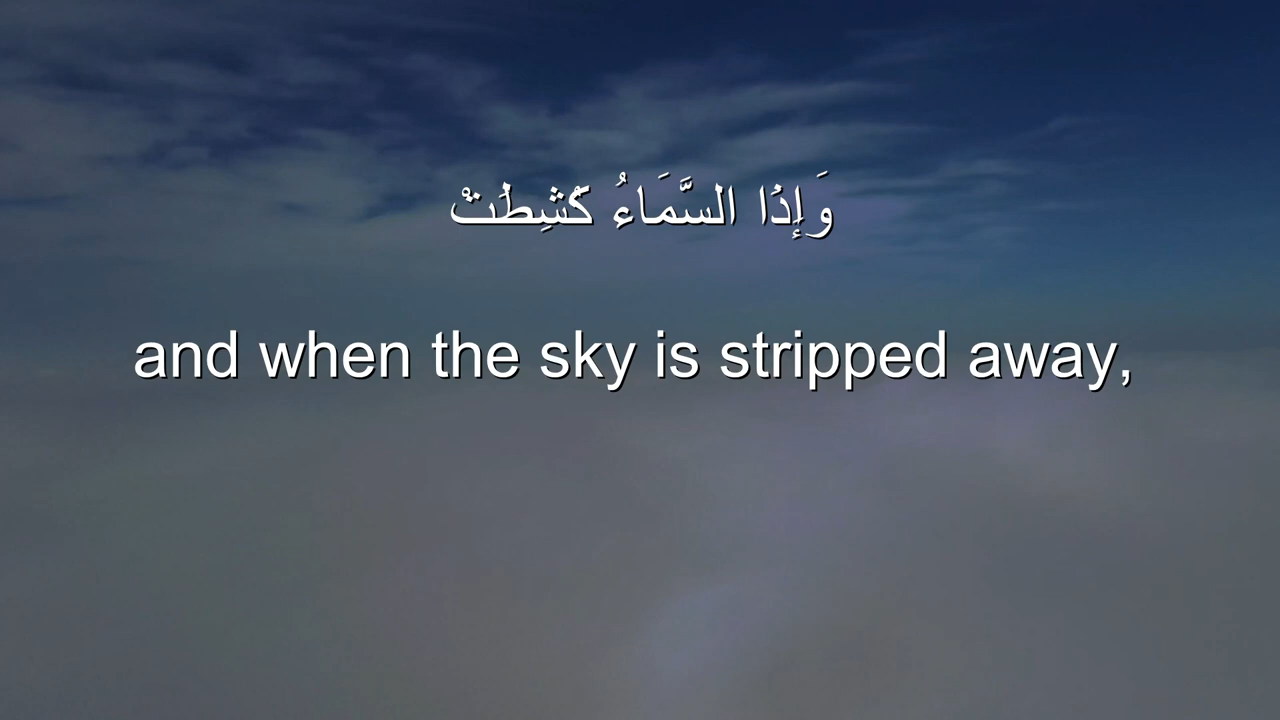 وَإِذَا السَّمَاءُ كُشِطَتْ
and when the sky is stripped away,